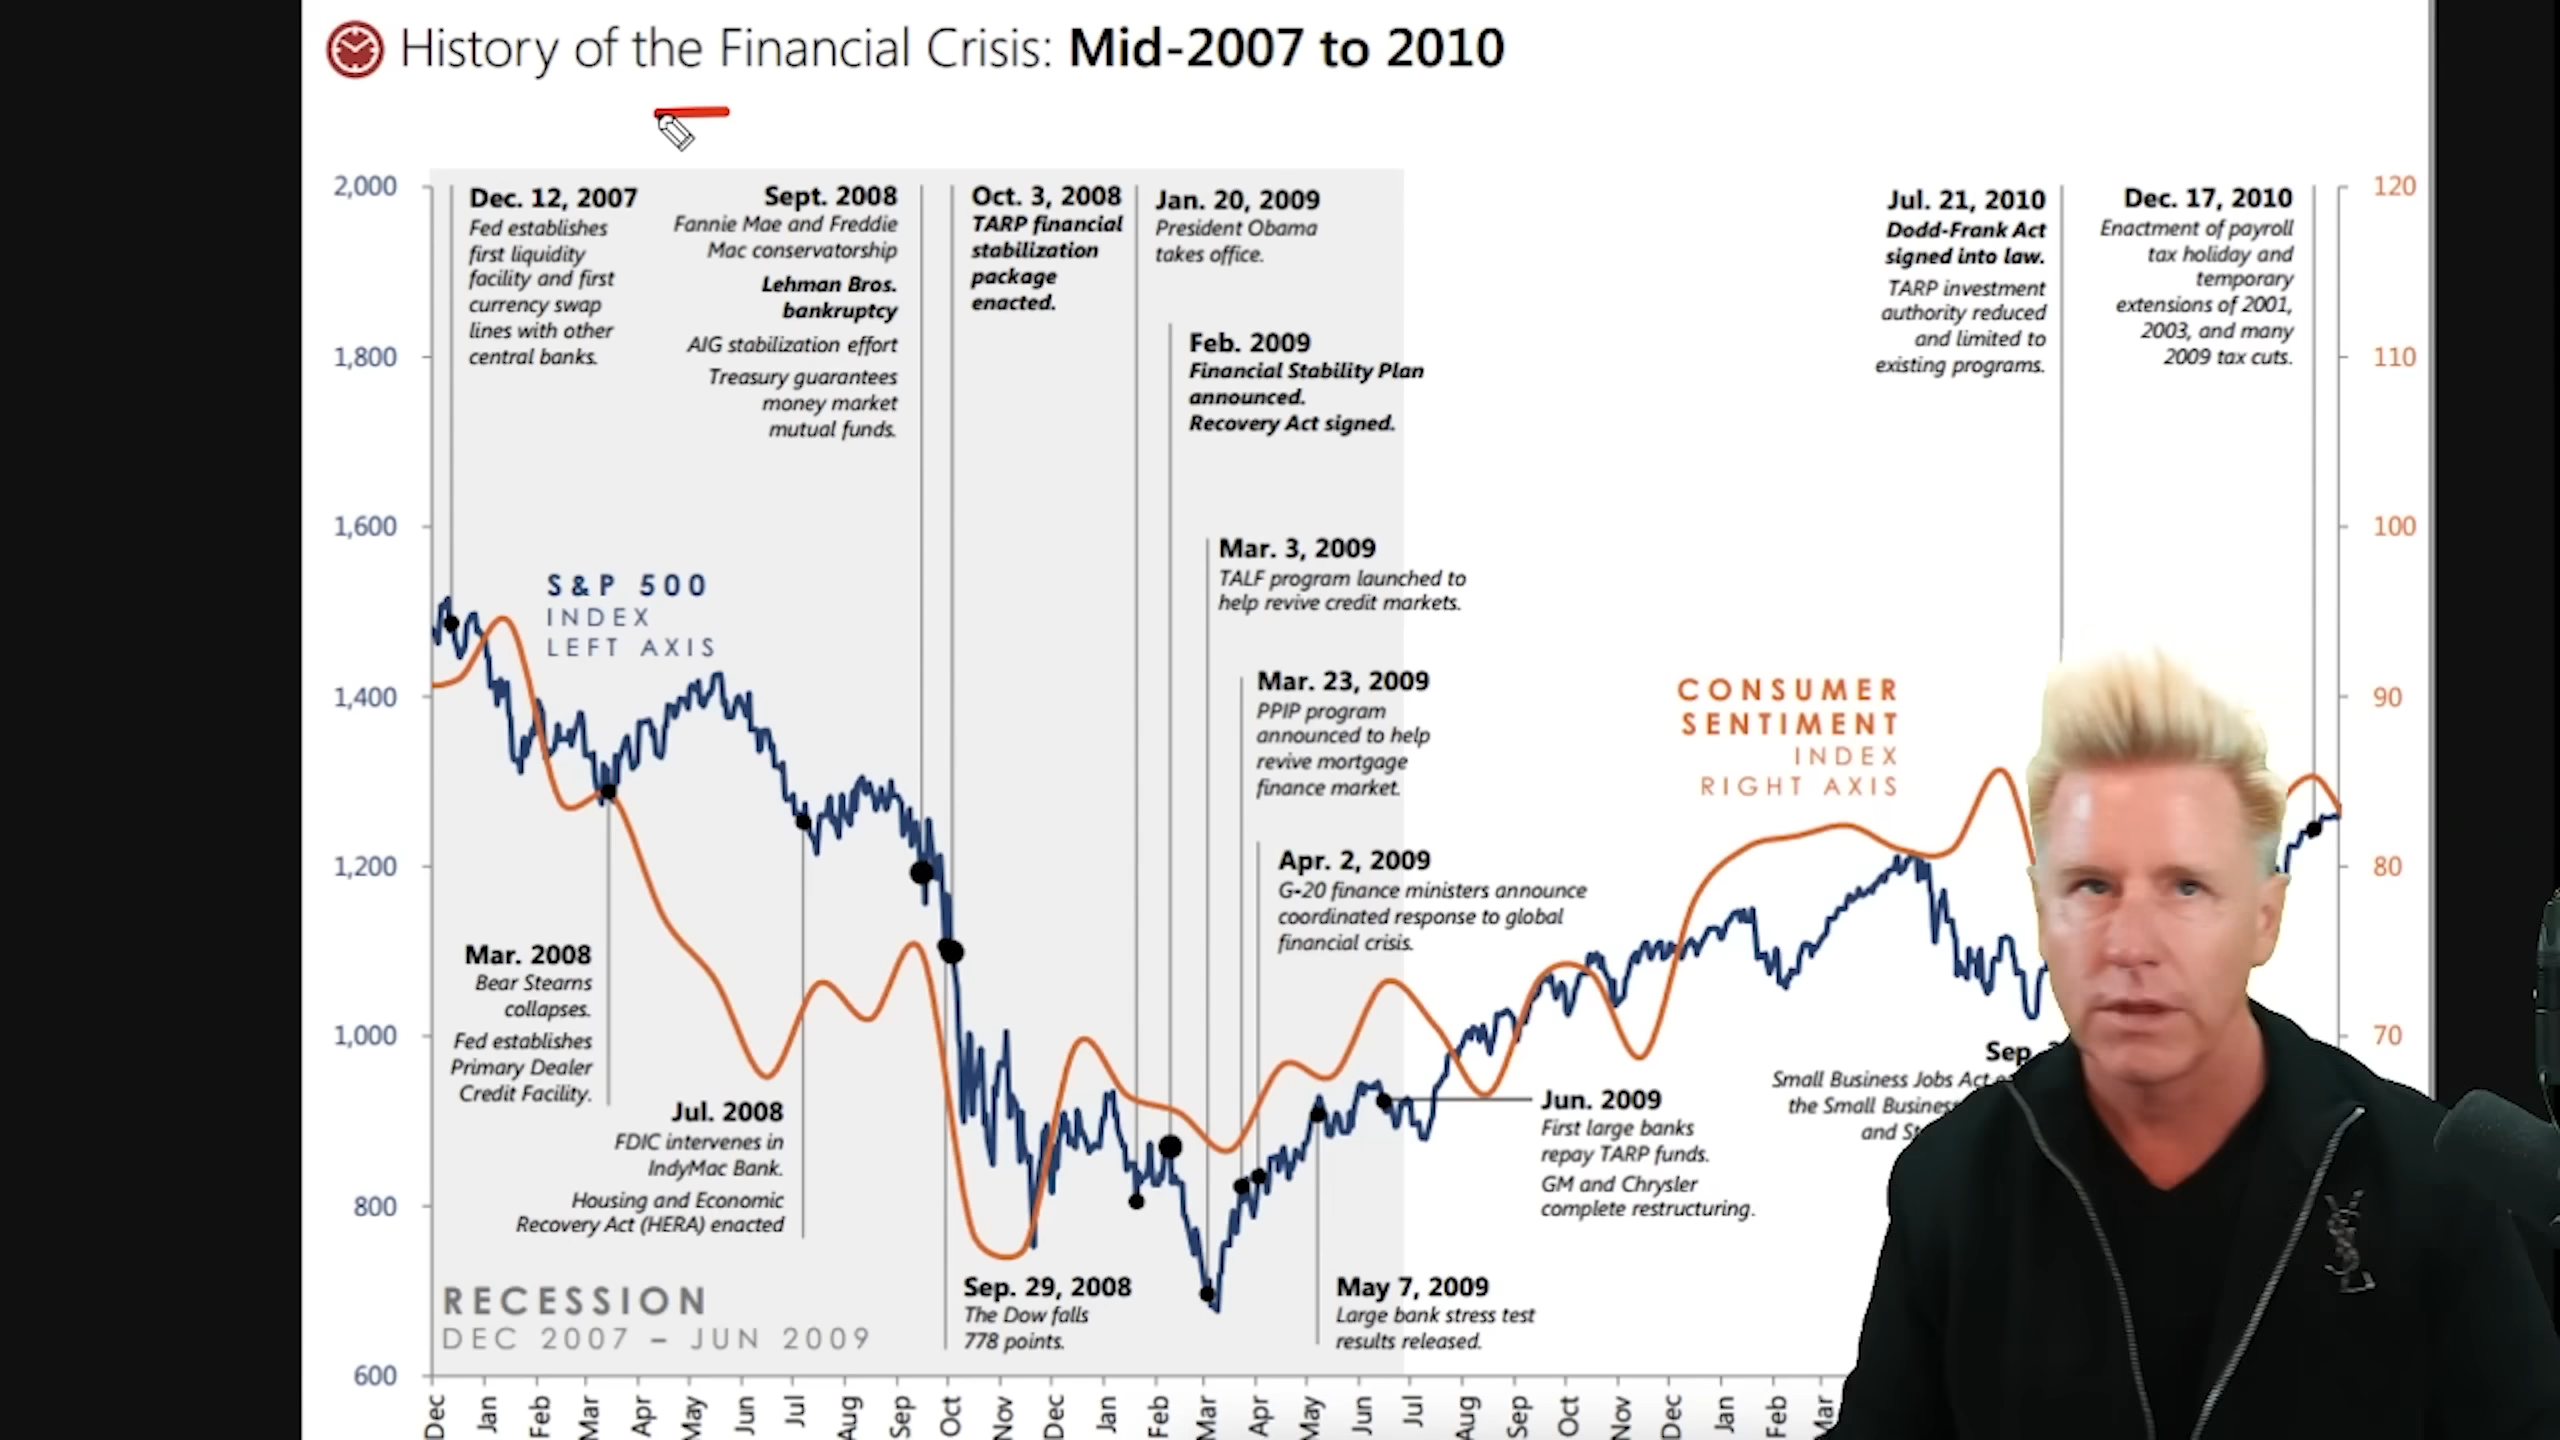 History of the Financial Crisis: Mid-2007 to 2010
2,000
1,800
1,600
1,400
1,200
1,000
800
600
120
110
100
90
80
70
Dec. 12, 2007
Fed establishes
first liquidity
facility and first
currency swap
lines with other
central banks.
Sept. 2008
Fannie Mae and Freddie
Mac conservatorship
Lehman Bros.
bankruptcy
AIG stabilization effort
Treasury guarantees
money market
mutual funds.
Oct. 3, 2008
TARP financial
stabilization
package
enacted.
Jan. 20, 2009
President Obama
takes office.
Feb. 2009
Financial Stability Plan
announced.
Recovery Act signed.
Jul. 21, 2010
Dodd-Frank Act
signed into law.
TARP investment
authority reduced
and limited to
existing programs.
Dec. 17, 2010
Enactment of payroll
tax holiday and
temporary
extensions of 2001,
2003, and many
2009 tax cuts.
Mar. 3, 2009
TALF program launched to
help revive credit markets.
S&P 500
INDEX
LEFT AXIS
Mar. 23, 2009
PPIP program
announced to help
revive mortgage
finance market.
CONSUMER
SENTIMENT
INDEX
RIGHT AXIS
Apr. 2, 2009
G-20 finance ministers announce
coordinated response to global
financial crisis.
Mar. 2008
Bear Stearns
collapses.
Fed establishes
Primary Dealer
Credit Facility.
Jul. 2008
FDIC intervenes in
IndyMac Bank.
Housing and Economic
Recovery Act (HERA) enacted
Jun. 2009
First large banks
repay TARP funds.
GM and Chrysler
complete restructuring.
Sep.
Small Business Jobs Act
the Small Business
and
Sep. 29, 2008
The Dow falls
778 points.
May 7, 2009
Large bank stress test
results released.
RECESSION
DEC 2007 – JUN 2009
Dec Jan Feb Mar Apr May Jun Jul Aug Sep Oct Nov Dec Jan Feb Mar Apr May Jun Jul Aug Sep Oct Nov Dec Jan Feb Mar